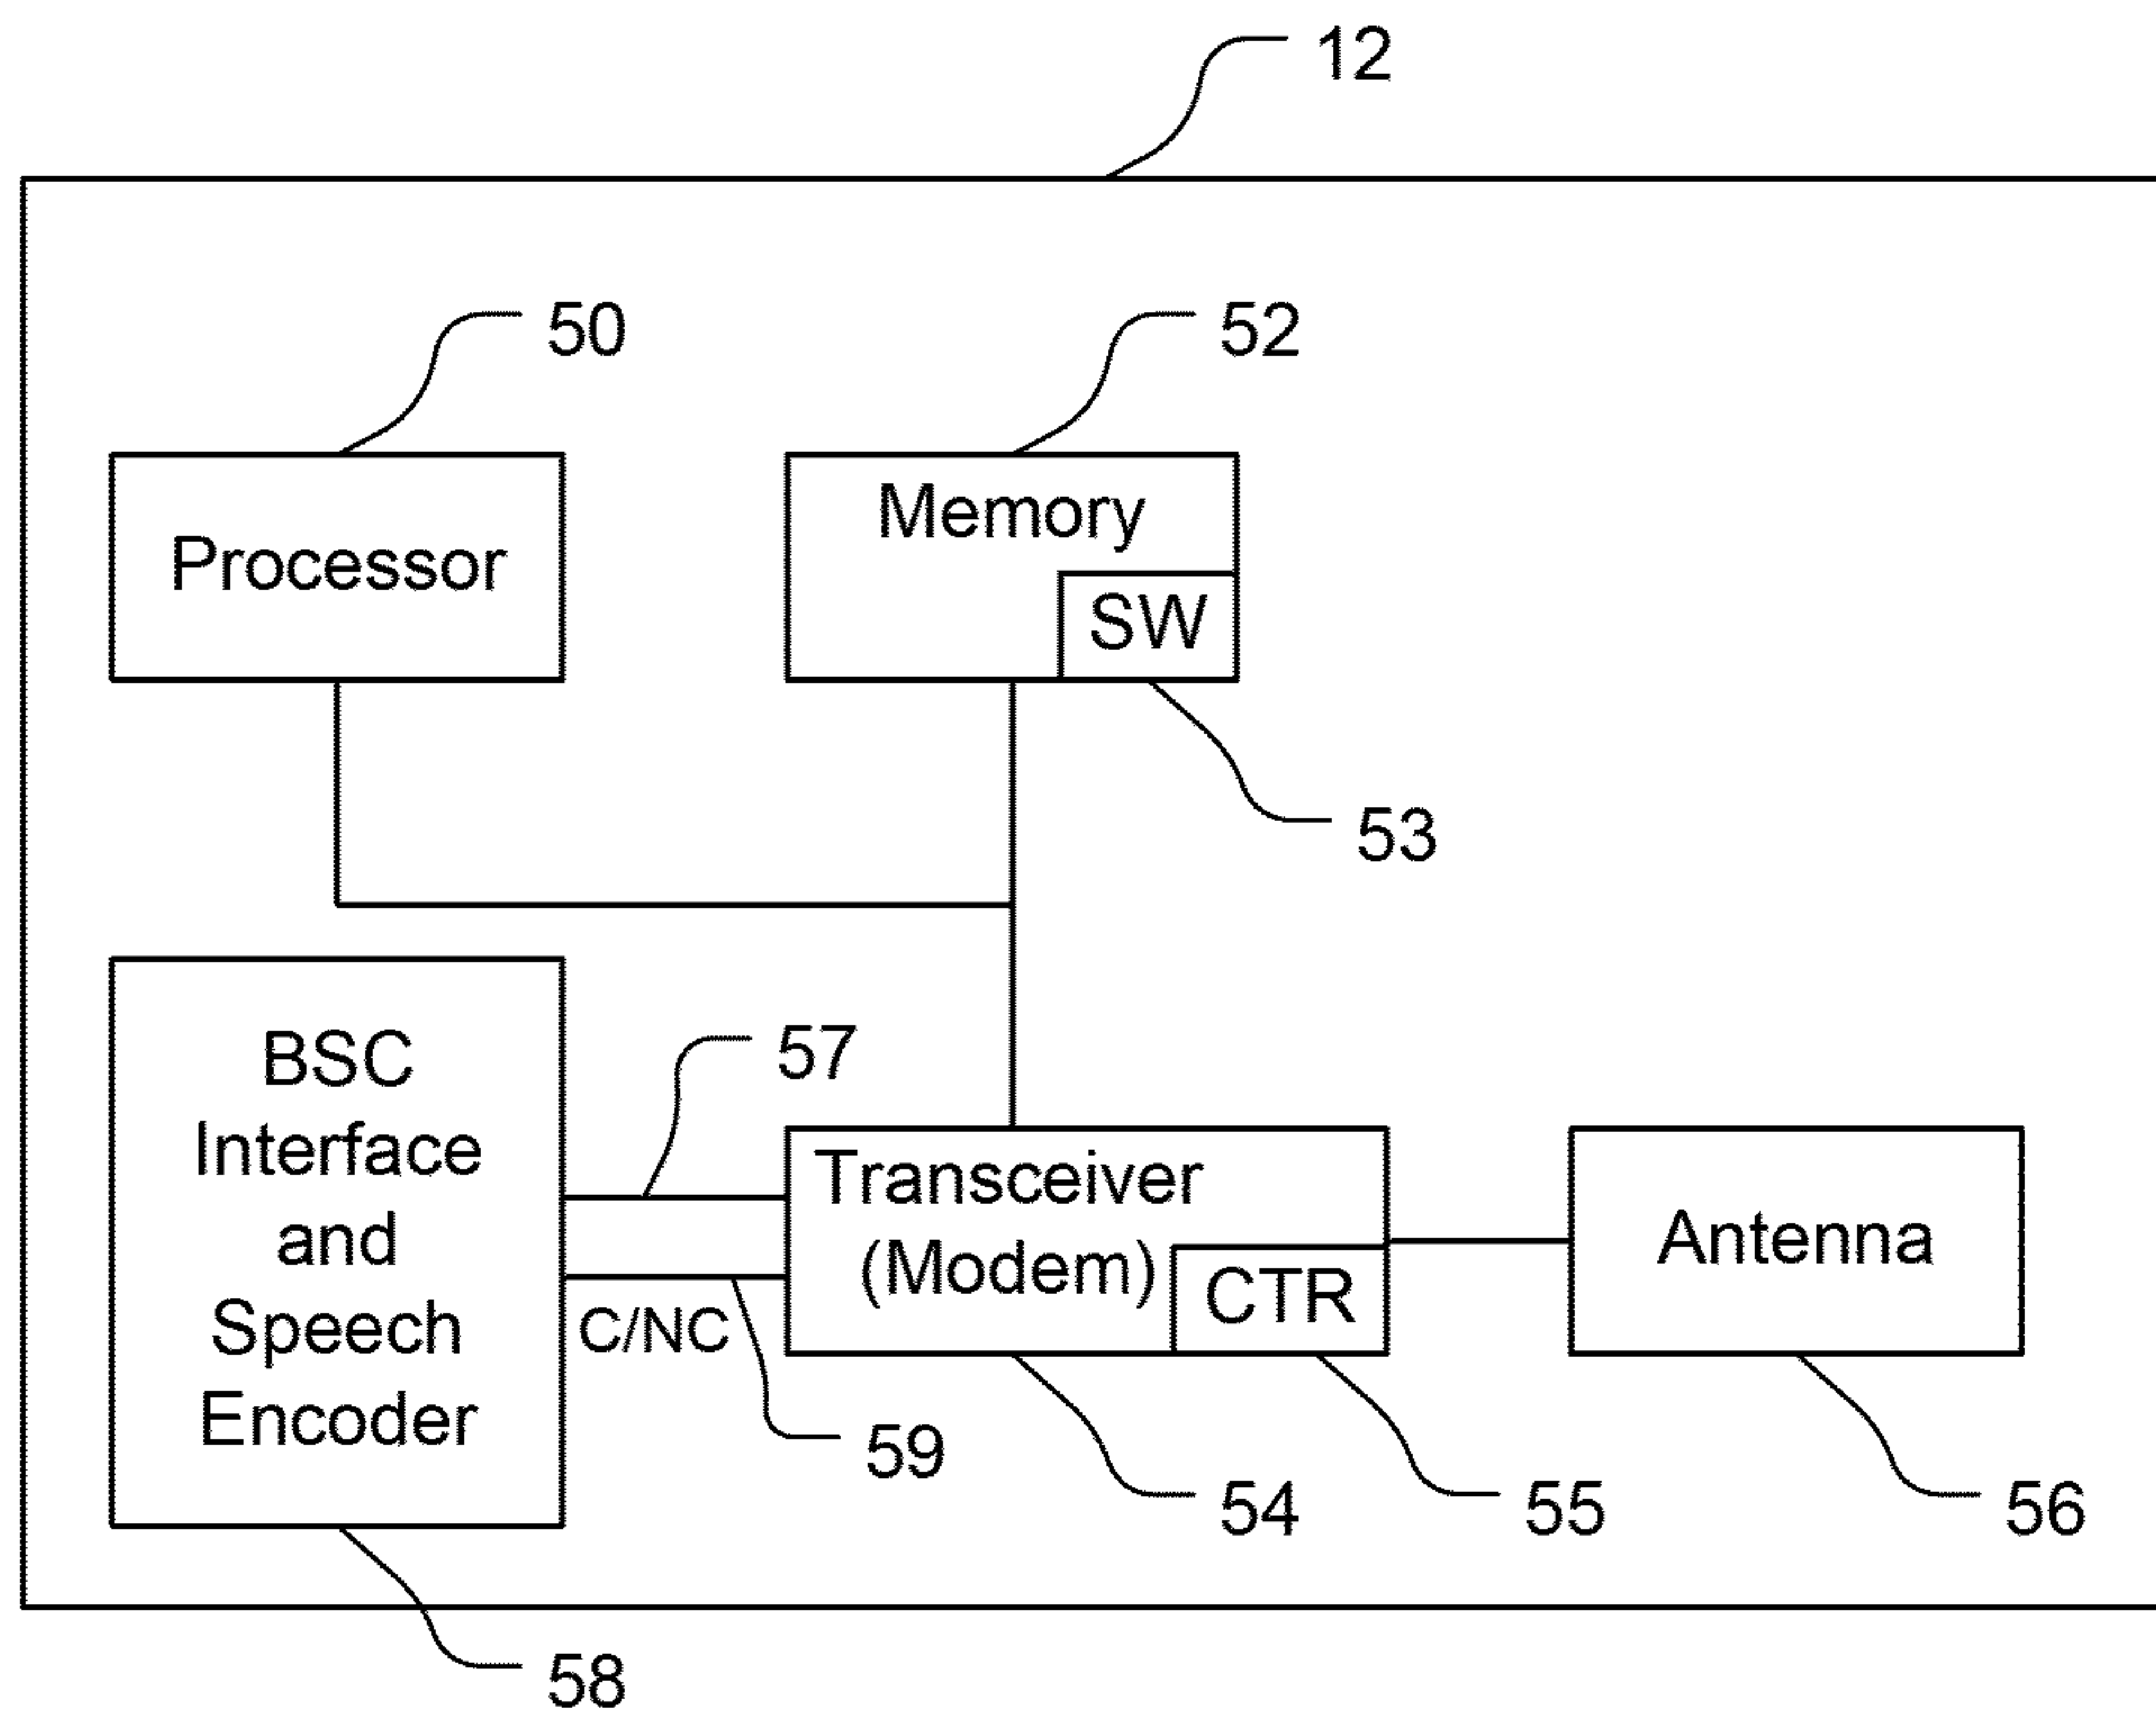 12
50
52
Processor
Memory
SW
53
BSC
Interface
and
Speech
Encoder
57
C/NC
59
Transceiver
(Modem)
CTR
Antenna
54
55
56
58